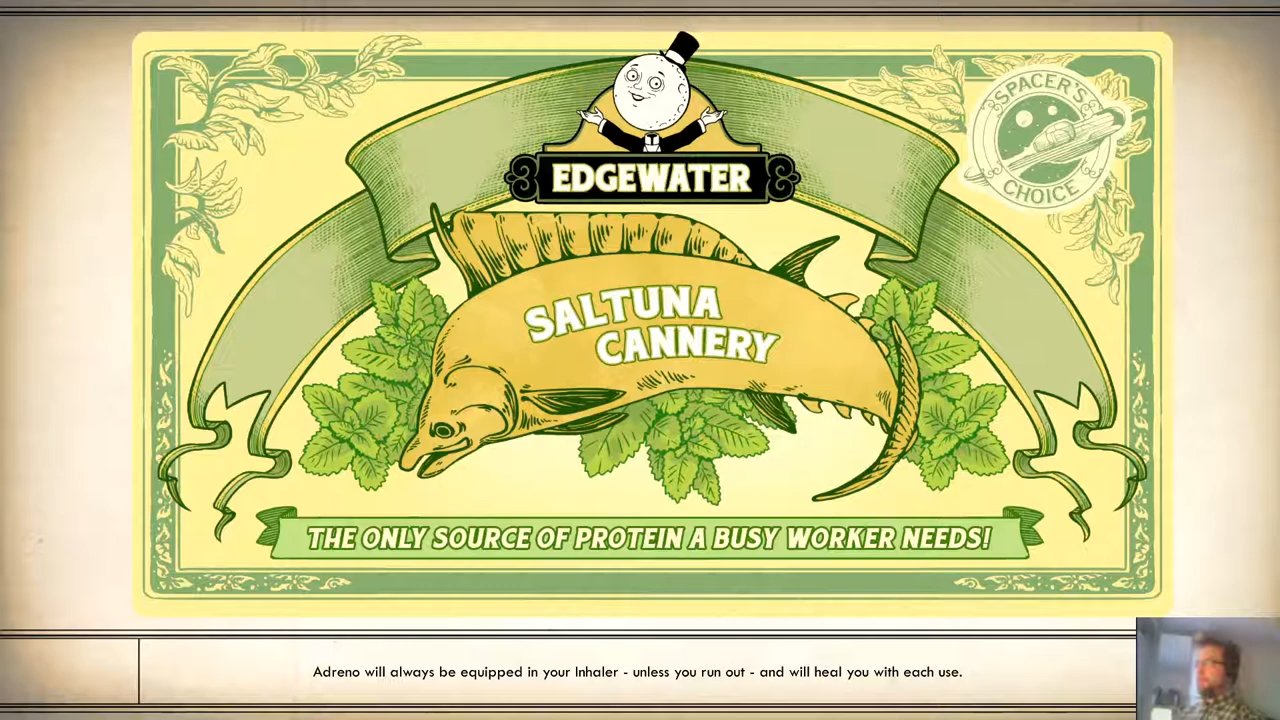 SPACER'S
CHOICE
EDGEWATER
SALTUNA
CANNERY
THE ONLY SOURCE OF PROTEIN A BUSY WORKER NEEDS!
Adreno will always be equipped in your Inhaler - unless you run out - and will heal you with each use.